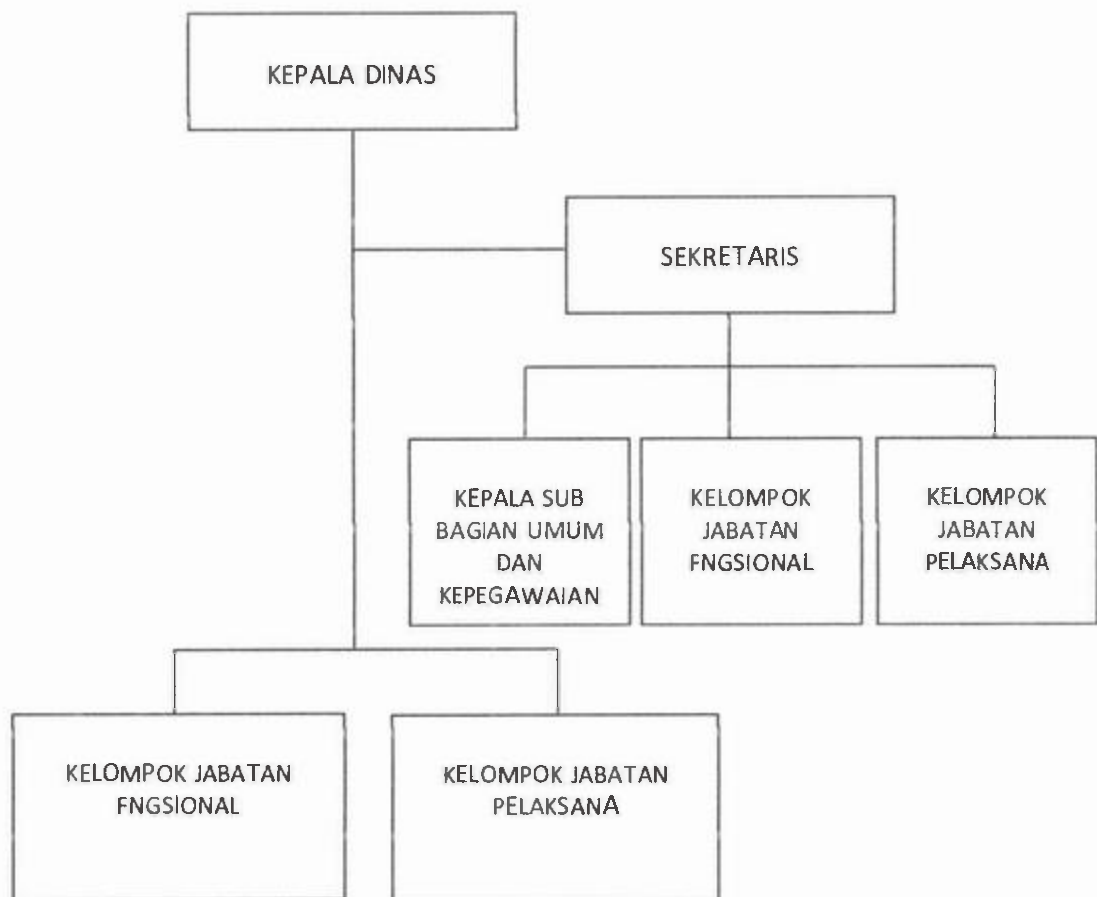 KEPALA DINAS
SEKRETARIS
KEPALA SUB
BAGIAN UMUM
DAN
KEPEGAWAIAN
KELOMPOK
JABATAN
FNGSIONAL
KELOMPOK
JABATAN
PELAKSANA
KELOMPOK JABATAN
FNGSIONAL
KELOMPOK JABATAN
PELAKSANA